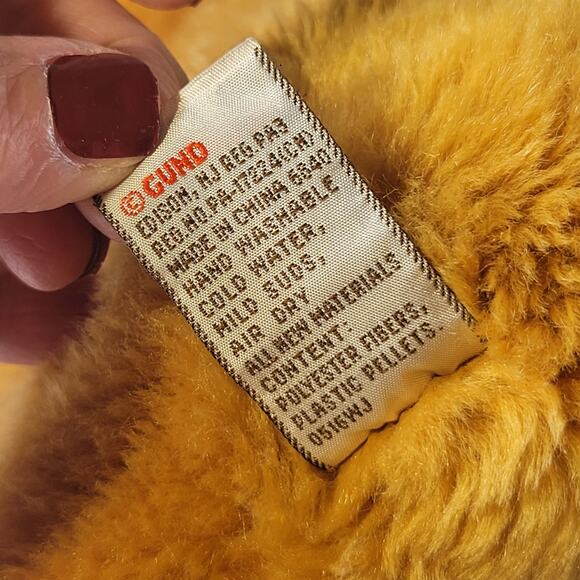 ©GUND
EDISON, NJ REG PA3
REG.NO PA-17224(CN)
MADE IN CHINA 6540
HAND WASHABLE
COLD WATER,
MILD SUDS,
AIR DRY
ALL NEW MATERIALS
CONTENT:
POLYESTER FIBERS,
PLASTIC PELLETS.
0516WJ